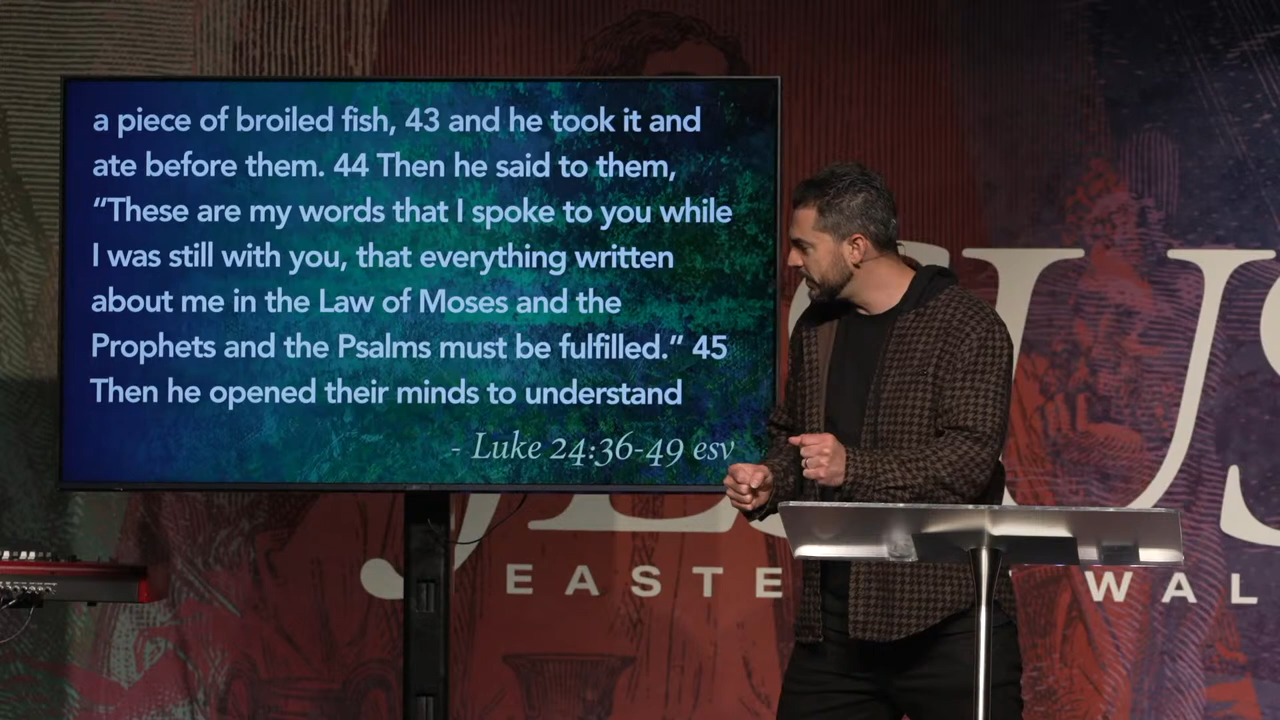 a piece of broiled fish, 43 and he took it and
ate before them. 44 Then he said to them,
“These are my words that I spoke to you while
I was still with you, that everything written
about me in the Law of Moses and the
Prophets and the Psalms must be fulfilled.” 45
Then he opened their minds to understand
- Luke 24:36-49 esv